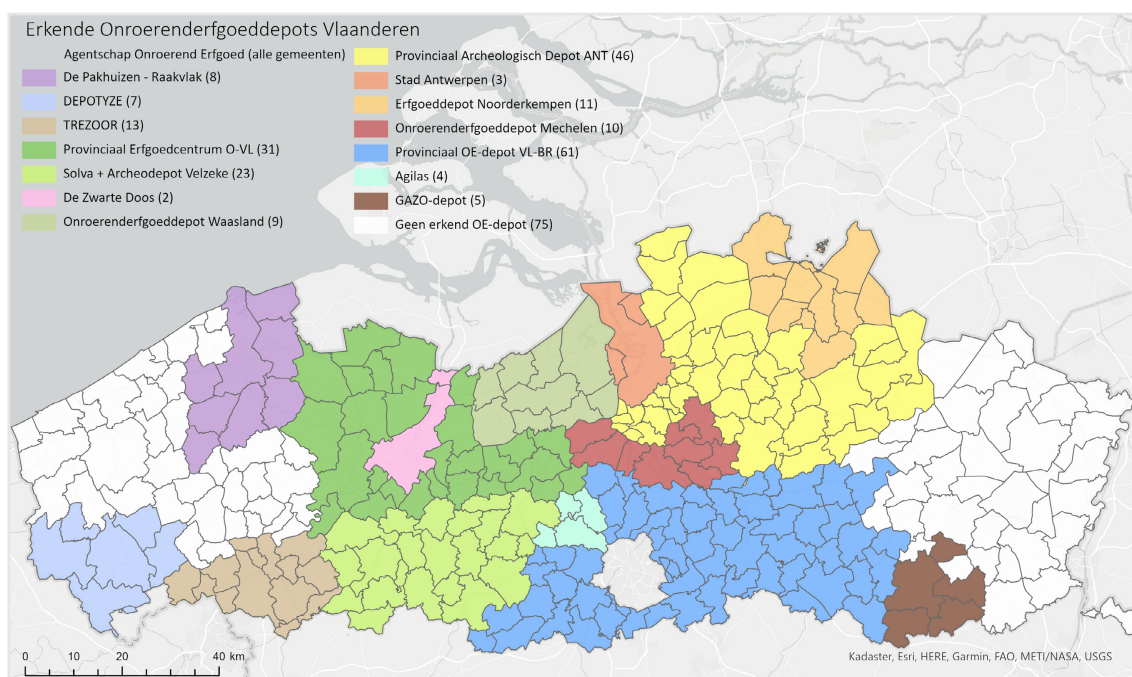 Erkende Onroerenderfgoeddepots Vlaanderen
Agentschap Onroerend Erfgoed (alle gemeenten)
De Pakhuizen - Raakvlak (8)
DEPOTYZE (7)
TREZOOR (13)
Provinciaal Erfgoedcentrum O-VL (31)
Solva + Archeodepot Velzeke (23)
De Zwarte Doos (2)
Onroerenderfgoeddepot Waasland (9)
Provinciaal Archeologisch Depot ANT (46)
Stad Antwerpen (3)
Erfgoeddepot Noorderkempen (11)
Onroerenderfgoeddepot Mechelen (10)
Provinciaal OE-depot VL-BR (61)
Agilas (4)
GAZO-depot (5)
Geen erkend OE-depot (75)
0 10 20 40 km
Kadaster, Esri, HERE, Garmin, FAO, METI/NASA, USGS